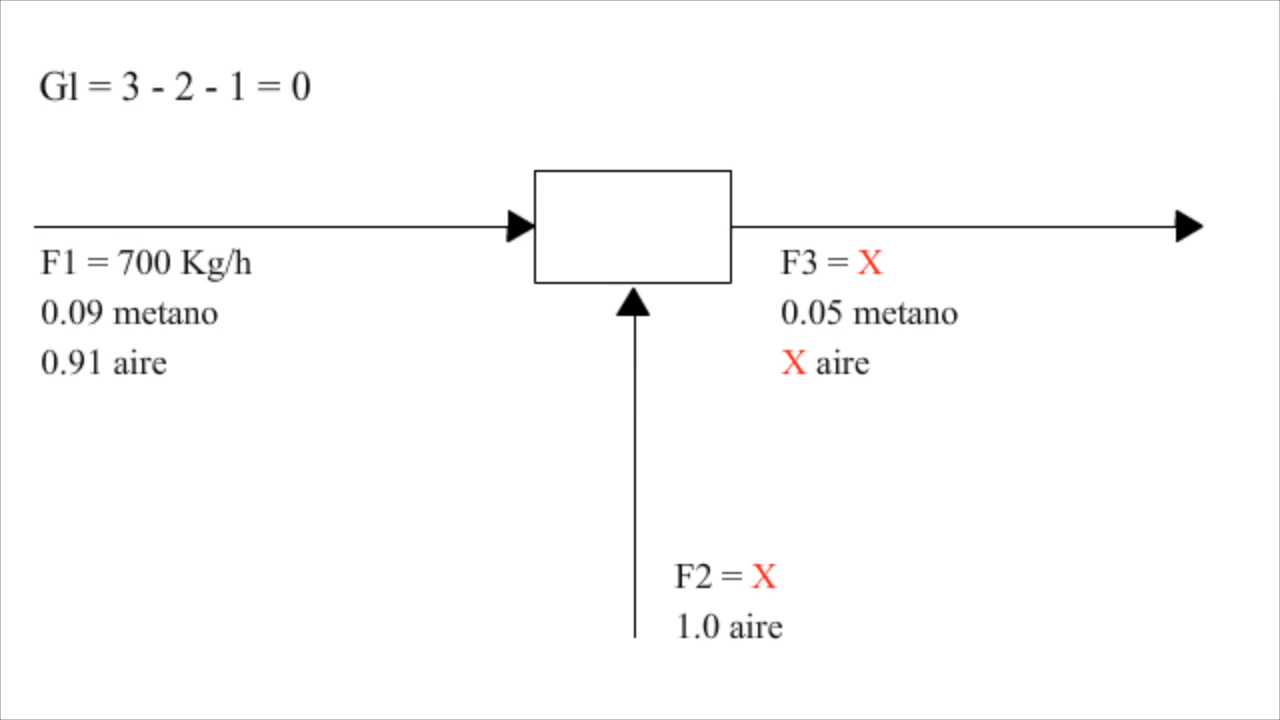 Gl = 3 - 2 - 1 = 0
F1 = 700 Kg/h
0.09 metano
0.91 aire
F3 = X
0.05 metano
X aire
F2 = X
1.0 aire